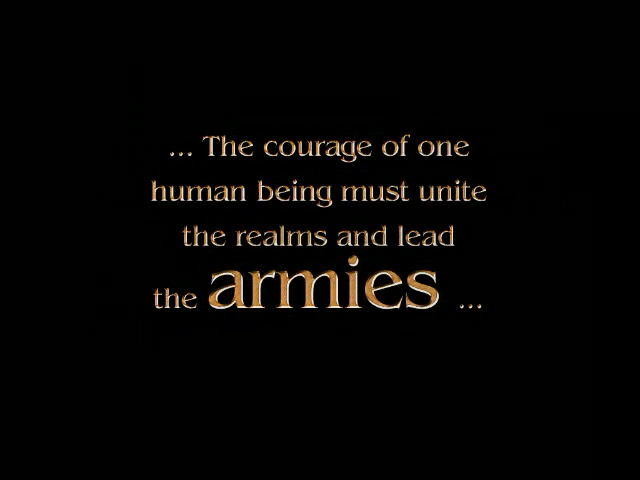 ... The courage of one
human being must unite
the realms and lead
the armies ...